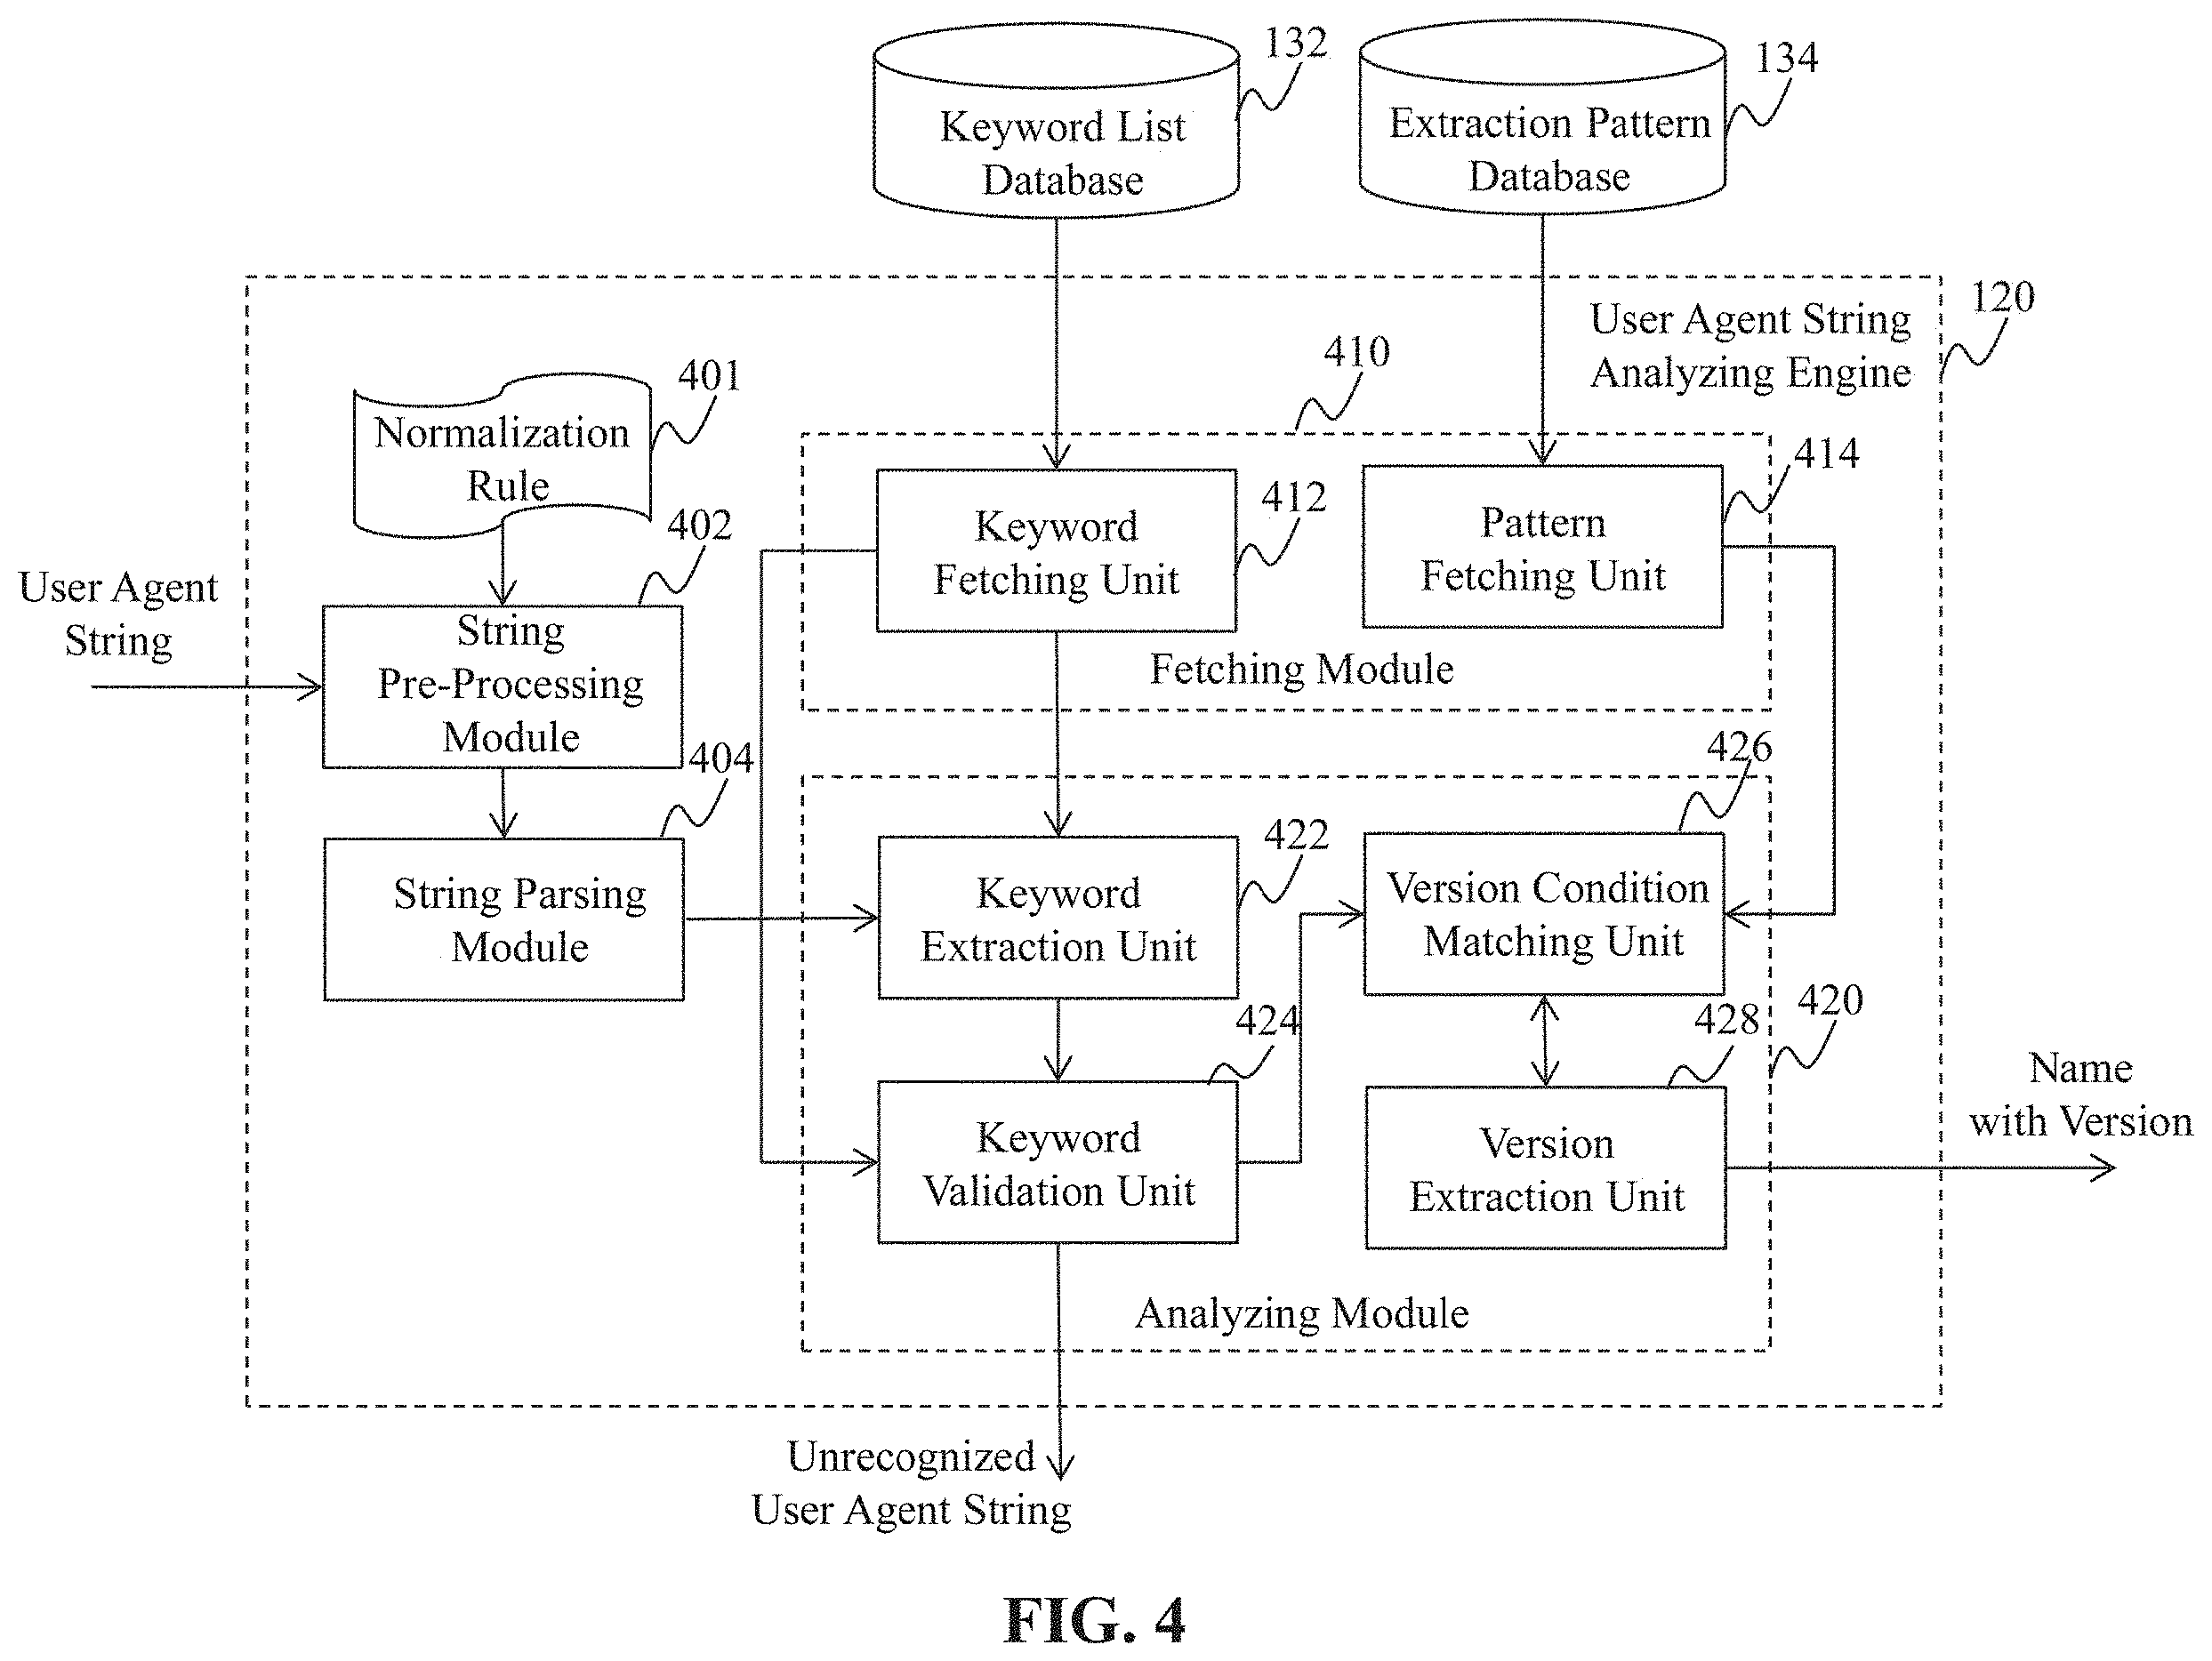 132
134
Keyword List
Database
Extraction Pattern
Database
120
User Agent String
Analyzing Engine
410
401
Normalization
Rule
414
412
402
Keyword
Fetching Unit
Pattern
Fetching Unit
User Agent
String
String
Pre-Processing
Module
Fetching Module
404
426
422
String Parsing
Module
Keyword
Extraction Unit
Version Condition
Matching Unit
424
428
420
Name
with Version
Keyword
Validation Unit
Version
Extraction Unit
Analyzing Module
Unrecognized
User Agent String
FIG. 4